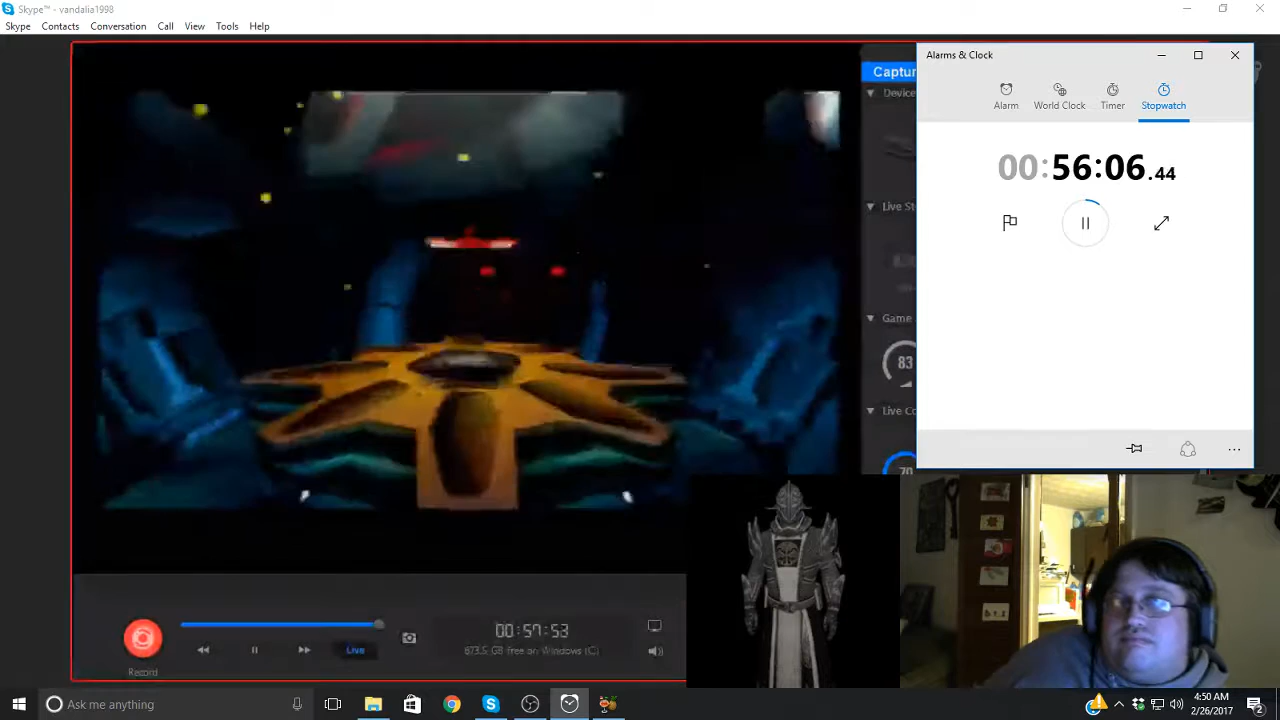 Skype™ - vandalia1998
Skype Contacts Conversation Call View Tools Help
Alarms & Clock
Captur
Device
Alarm World Clock Timer Stopwatch
00:56:06.44
Live St
Game
83
Live Co
70
00:57:53
873.5 GB free on Windows (C)
Live
Record
Ask me anything
4:50 AM
2/26/2017
2